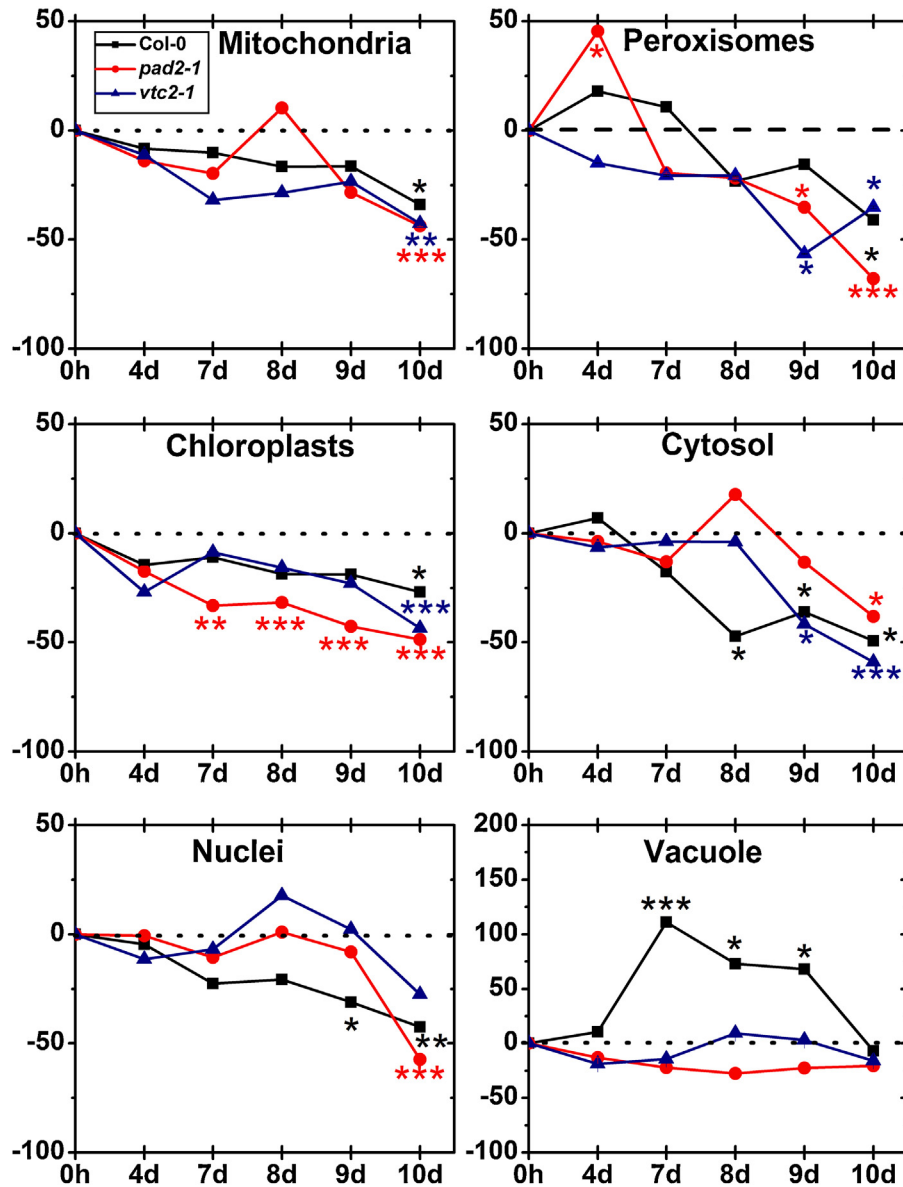 Mitochondria
Col-0
pad2-1
vtc2-1
50
0
-50
-100
0h 4d 7d 8d 9d 10d
*
**
***
Peroxisomes
50
0
-50
-100
0h 4d 7d 8d 9d 10d
*
*
*
*
*
***
Chloroplasts
50
0
-50
-100
0h 4d 7d 8d 9d 10d
*
***
** *** *** ***
Cytosol
50
0
-50
-100
0h 4d 7d 8d 9d 10d
* *
* * *
***
Nuclei
50
0
-50
-100
0h 4d 7d 8d 9d 10d
* **
***
Vacuole
200
150
100
50
0
-50
-100
0h 4d 7d 8d 9d 10d
***
* *